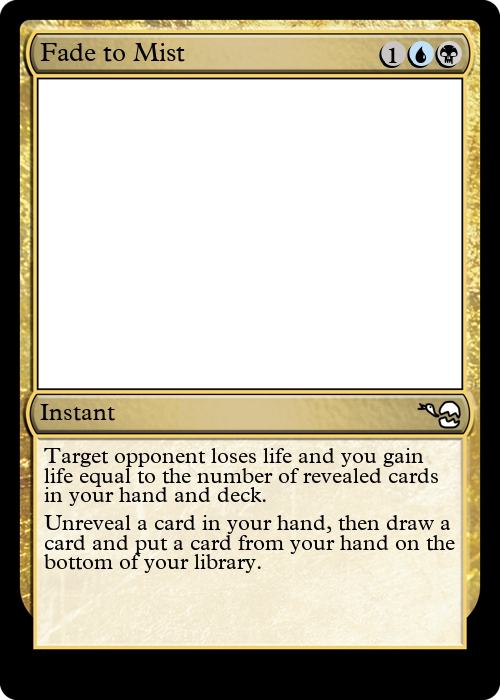 Fade to Mist
1
Instant
Target opponent loses life and you gain
life equal to the number of revealed cards
in your hand and deck.
Unreveal a card in your hand, then draw a
card and put a card from your hand on the
bottom of your library.